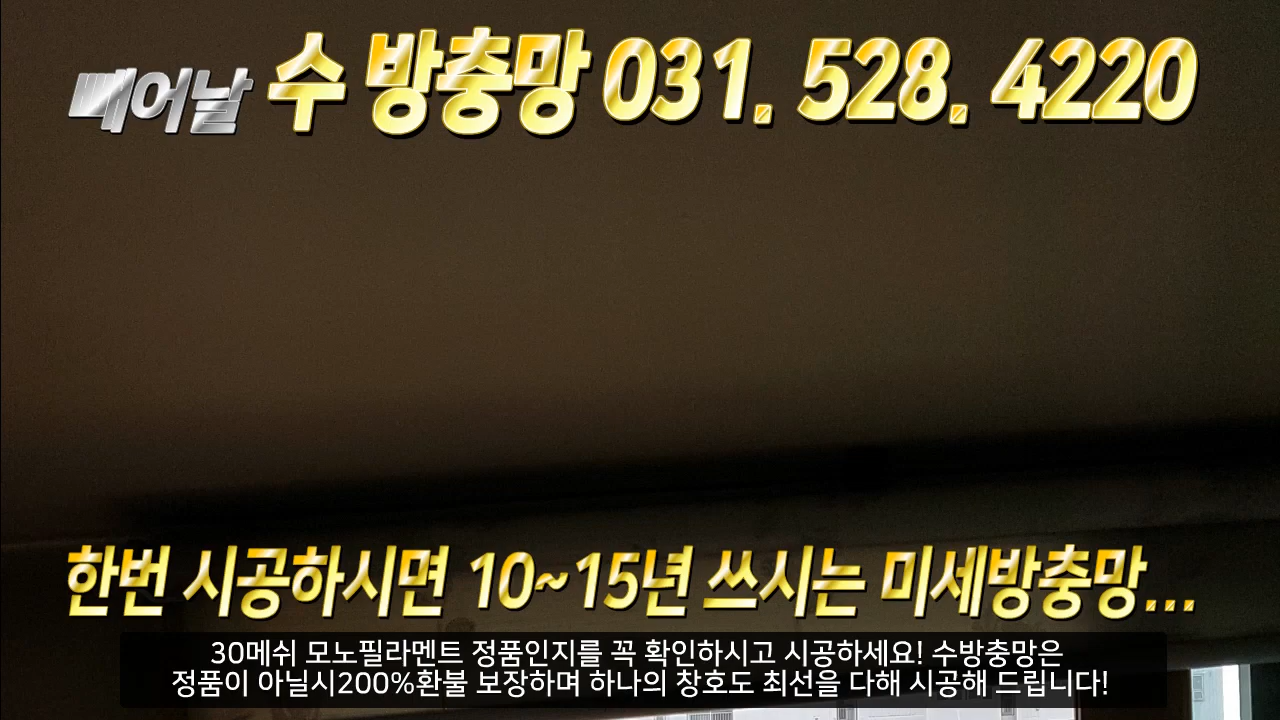 빼어날 수 방충망 031. 528. 4220
한번 시공하시면 10~15년 쓰시는 미세방충망...
30메쉬 모노필라멘트 정품인지를 꼭 확인하시고 시공하세요! 수방충망은
정품이 아닐시200%환불 보장하며 하나의 창호도 최선을 다해 시공해 드립니다!